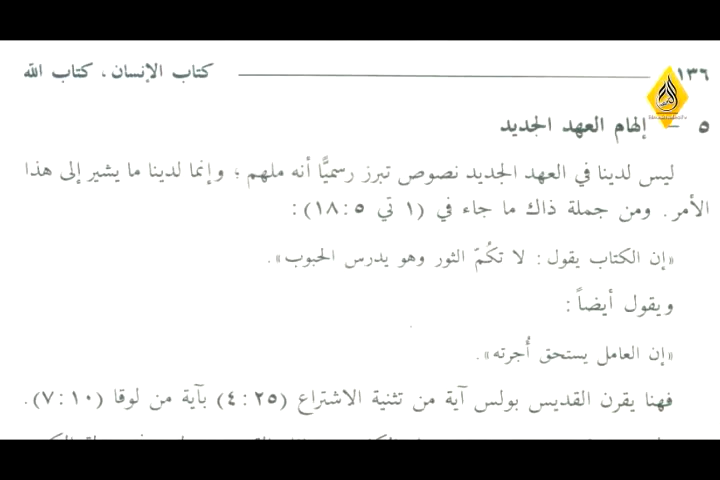 ١٣٦ كتاب الإنسان، كتاب الله
٥ – إلهام العهد الجديد
ليس لدينا في العهد الجديد نصوص تبرز رسميًّا أنه ملهم ؛ وإنما لدينا ما يشير إلى هذا
الأمر. ومن جملة ذاك ما جاء في (١ تي ٥ : ١٨) :
«إن الكتاب يقول : لا تكُمّ الثور وهو يدرس الحبوب».
ويقول أيضاً :
«إن العامل يستحق أُجرته».
فهنا يقرن القديس بولس آية من تثنية الاشتراع (٢٥ : ٤) بآية من لوقا (١٠ : ٧).